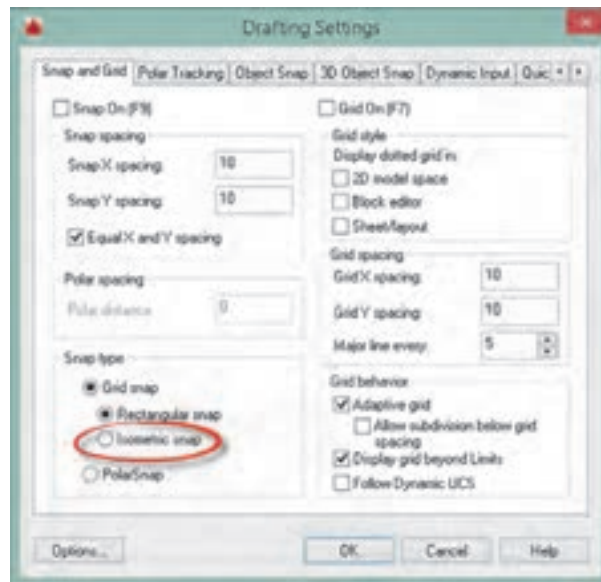 Drafting Settings
Snap and Grid Polar Tracking Object Snap 3D Object Snap Dynamic Input Quic
Snap On (F9)
Snap spacing
Snap X spacing: 10
Snap Y spacing: 10
Equal X and Y spacing
Polar spacing
Polar distance: 0
Snap type
Grid snap
Rectangular snap
Isometric snap
PolarSnap
Grid On (F7)
Grid style
Display dotted grid in:
2D model space
Block editor
Sheet/layout
Grid spacing
Grid X spacing: 10
Grid Y spacing: 10
Major line every: 5
Grid behavior
Adaptive grid
Allow subdivision below grid
spacing
Display grid beyond Limits
Follow Dynamic UCS
Options... OK Cancel Help